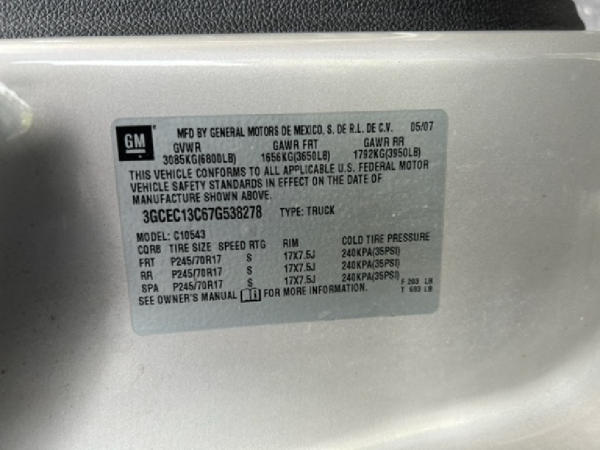 GM
MFD BY GENERAL MOTORS DE MEXICO, S. DE R.L. DE C.V. 05/07
GVWR GAWR FRT GAWR RR
3085KG(6800LB) 1656KG(3650LB) 1792KG(3950LB)
THIS VEHICLE CONFORMS TO ALL APPLICABLE U.S. FEDERAL MOTOR
VEHICLE SAFETY STANDARDS IN EFFECT ON THE DATE OF
MANUFACTURE SHOWN ABOVE.
3GCEC13C67G538278 TYPE: TRUCK
MODEL: C10543
CORB TIRE SIZE SPEED RTG RIM COLD TIRE PRESSURE
FRT P245/70R17 S 17X7.5J 240KPA(35PSI)
RR P245/70R17 S 17X7.5J 240KPA(35PSI)
SPA P245/70R17 S 17X7.5J 240KPA(35PSI) F 203 LB
SEE OWNER'S MANUAL FOR MORE INFORMATION. T 693 LB